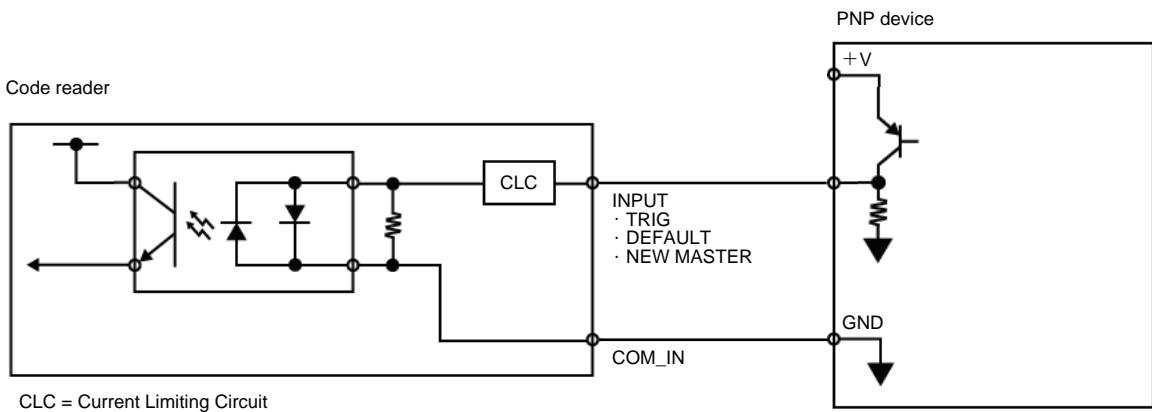 PNP device
+V
Code reader
CLC
INPUT
· TRIG
· DEFAULT
· NEW MASTER
GND
COM_IN
CLC = Current Limiting Circuit